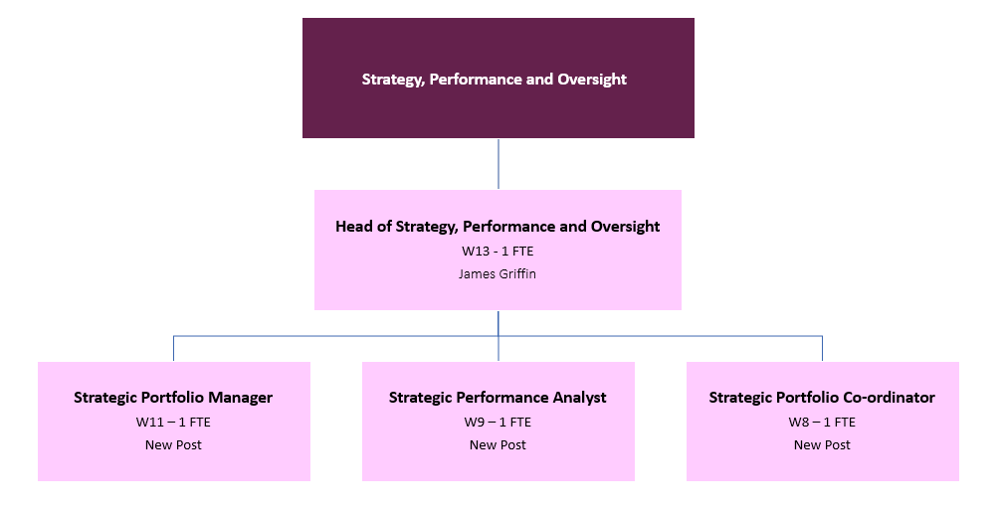 Strategy, Performance and Oversight
Head of Strategy, Performance and Oversight
W13 - 1 FTE
James Griffin
Strategic Portfolio Manager
W11 – 1 FTE
New Post
Strategic Performance Analyst
W9 – 1 FTE
New Post
Strategic Portfolio Co-ordinator
W8 – 1 FTE
New Post